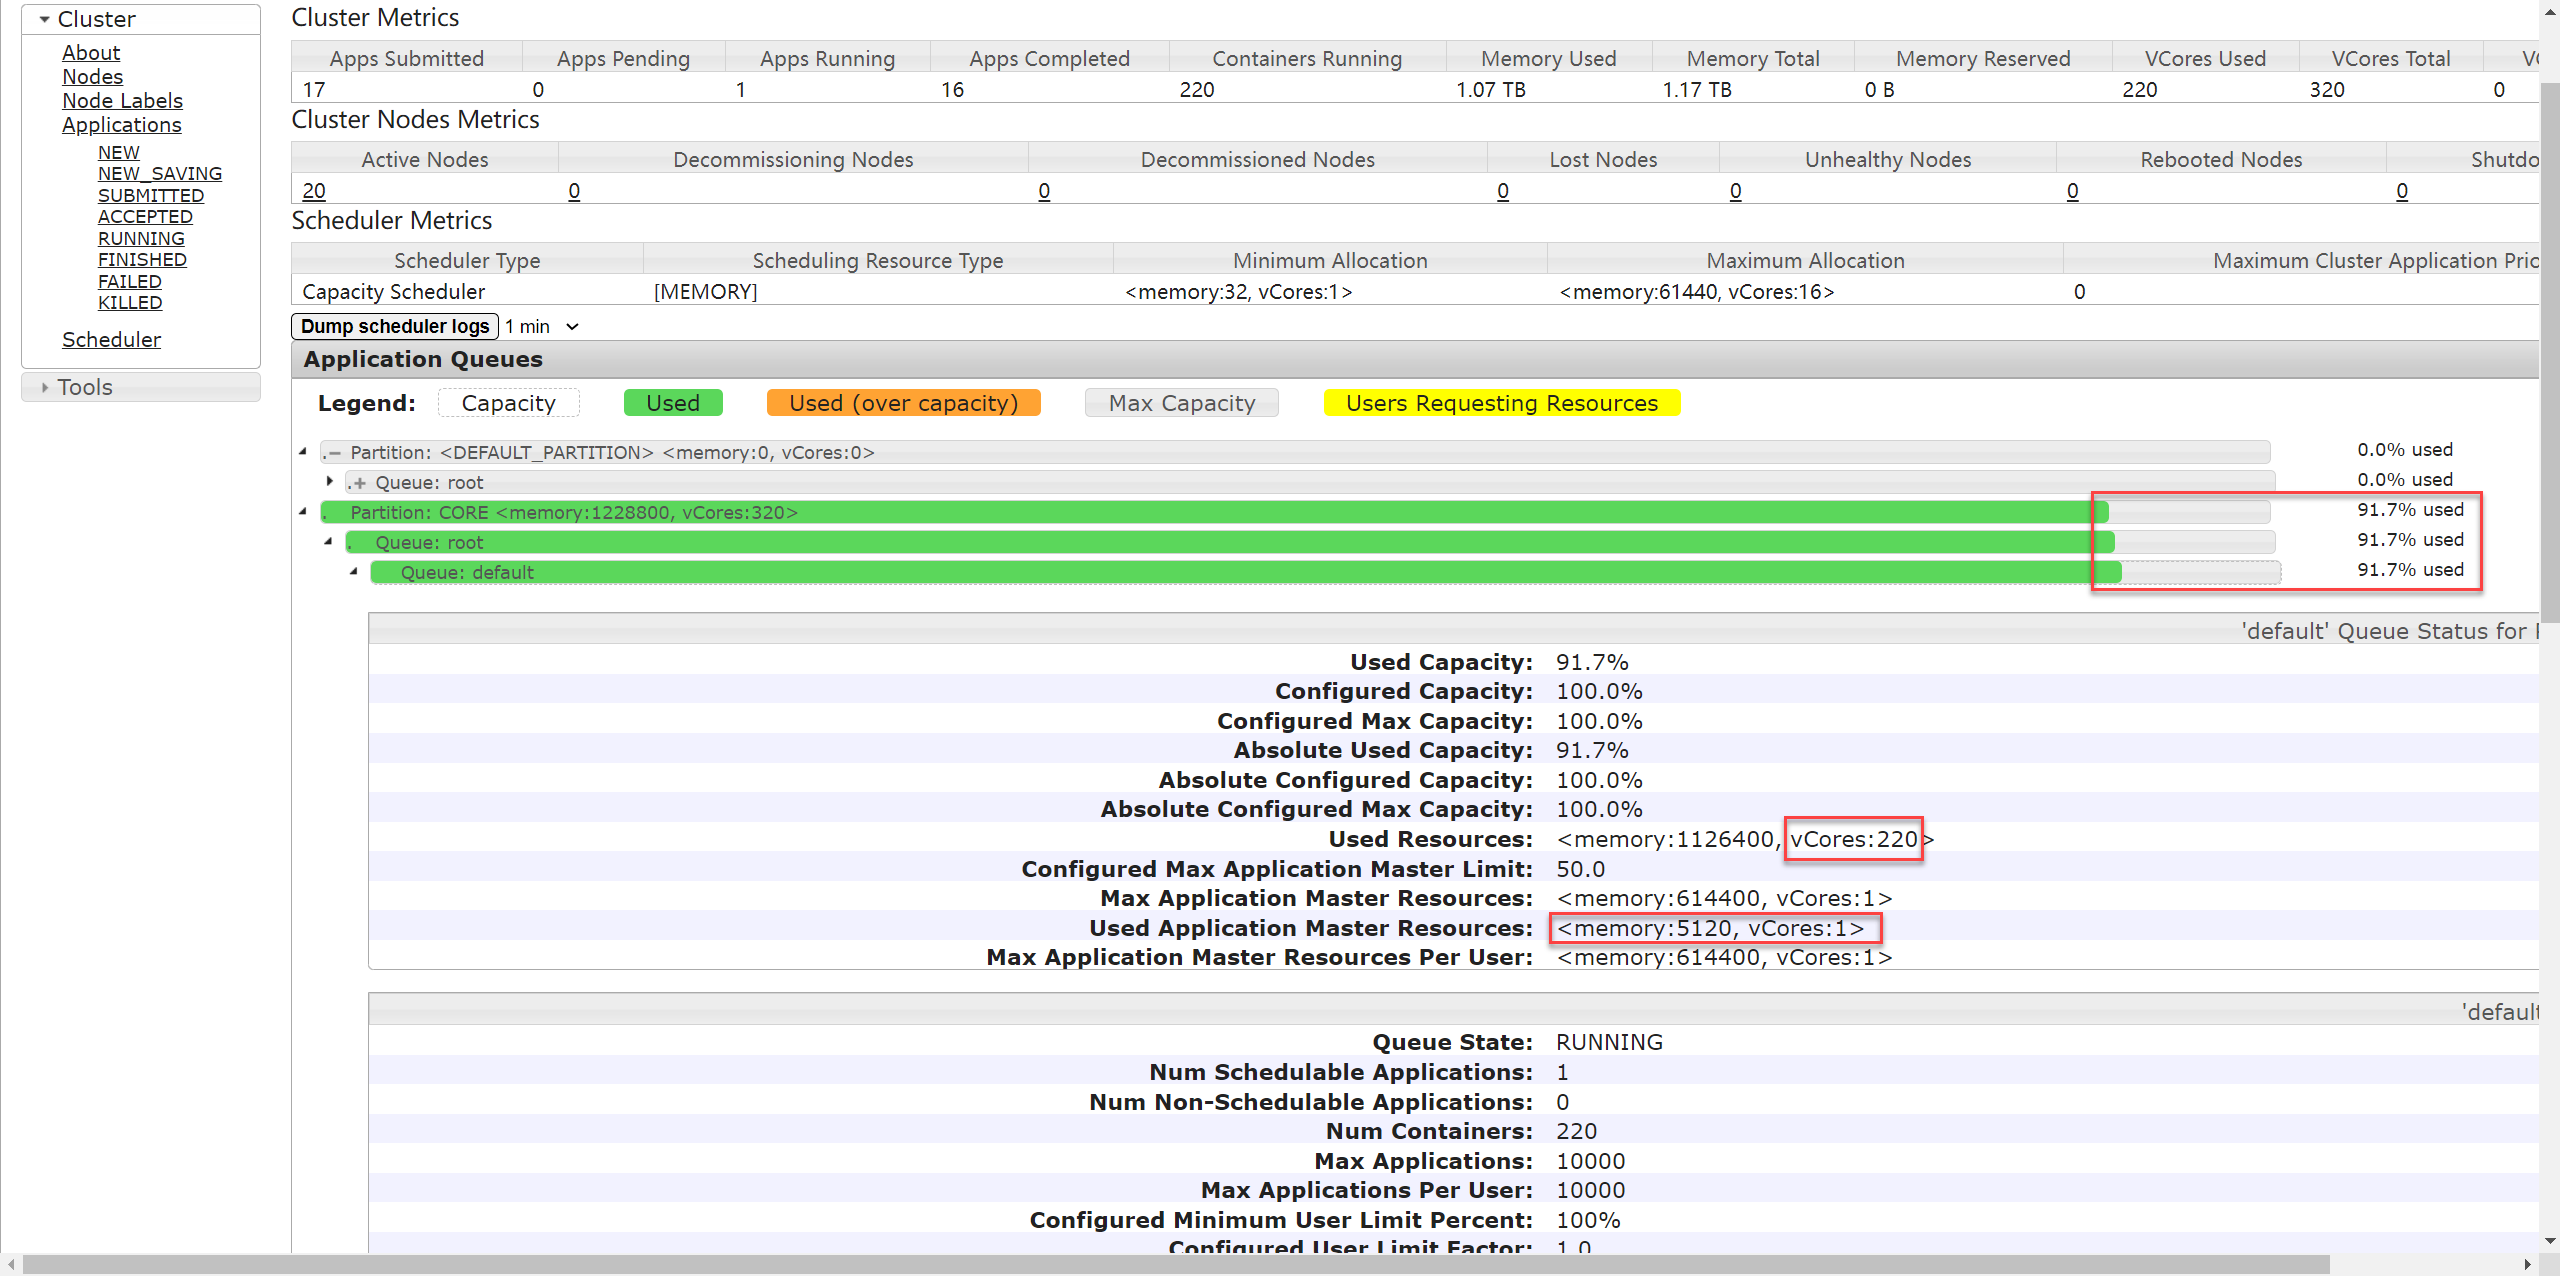 Cluster
About
Nodes
Node Labels
Applications
NEW
NEW_SAVING
SUBMITTED
ACCEPTED
RUNNING
FINISHED
FAILED
KILLED
Scheduler
Tools
Cluster Metrics
Apps Submitted Apps Pending Apps Running Apps Completed Containers Running Memory Used Memory Total Memory Reserved VCores Used VCores Total
17 0 1 16 220 1.07 TB 1.17 TB 0 B 220 320 0
Cluster Nodes Metrics
Active Nodes Decommissioning Nodes Decommissioned Nodes Lost Nodes Unhealthy Nodes Rebooted Nodes Shutdo
20 0 0 0 0 0 0
Scheduler Metrics
Scheduler Type Scheduling Resource Type Minimum Allocation Maximum Allocation Maximum Cluster Application Prio
Capacity Scheduler [MEMORY] <memory:32, vCores:1> <memory:61440, vCores:16> 0
Dump scheduler logs 1 min
Application Queues
Legend: Capacity Used Used (over capacity) Max Capacity Users Requesting Resources
.– Partition: <DEFAULT_PARTITION> <memory:0, vCores:0> 0.0% used
.+ Queue: root 0.0% used
. Partition: CORE <memory:1228800, vCores:320> 91.7% used
. Queue: root 91.7% used
Queue: default 91.7% used
'default' Queue Status for
Used Capacity: 91.7%
Configured Capacity: 100.0%
Configured Max Capacity: 100.0%
Absolute Used Capacity: 91.7%
Absolute Configured Capacity: 100.0%
Absolute Configured Max Capacity: 100.0%
Used Resources: <memory:1126400, vCores:220>
Configured Max Application Master Limit: 50.0
Max Application Master Resources: <memory:614400, vCores:1>
Used Application Master Resources: <memory:5120, vCores:1>
Max Application Master Resources Per User: <memory:614400, vCores:1>
'default
Queue State: RUNNING
Num Schedulable Applications: 1
Num Non-Schedulable Applications: 0
Num Containers: 220
Max Applications: 10000
Max Applications Per User: 10000
Configured Minimum User Limit Percent: 100%
Configured User Limit Factor: 1.0